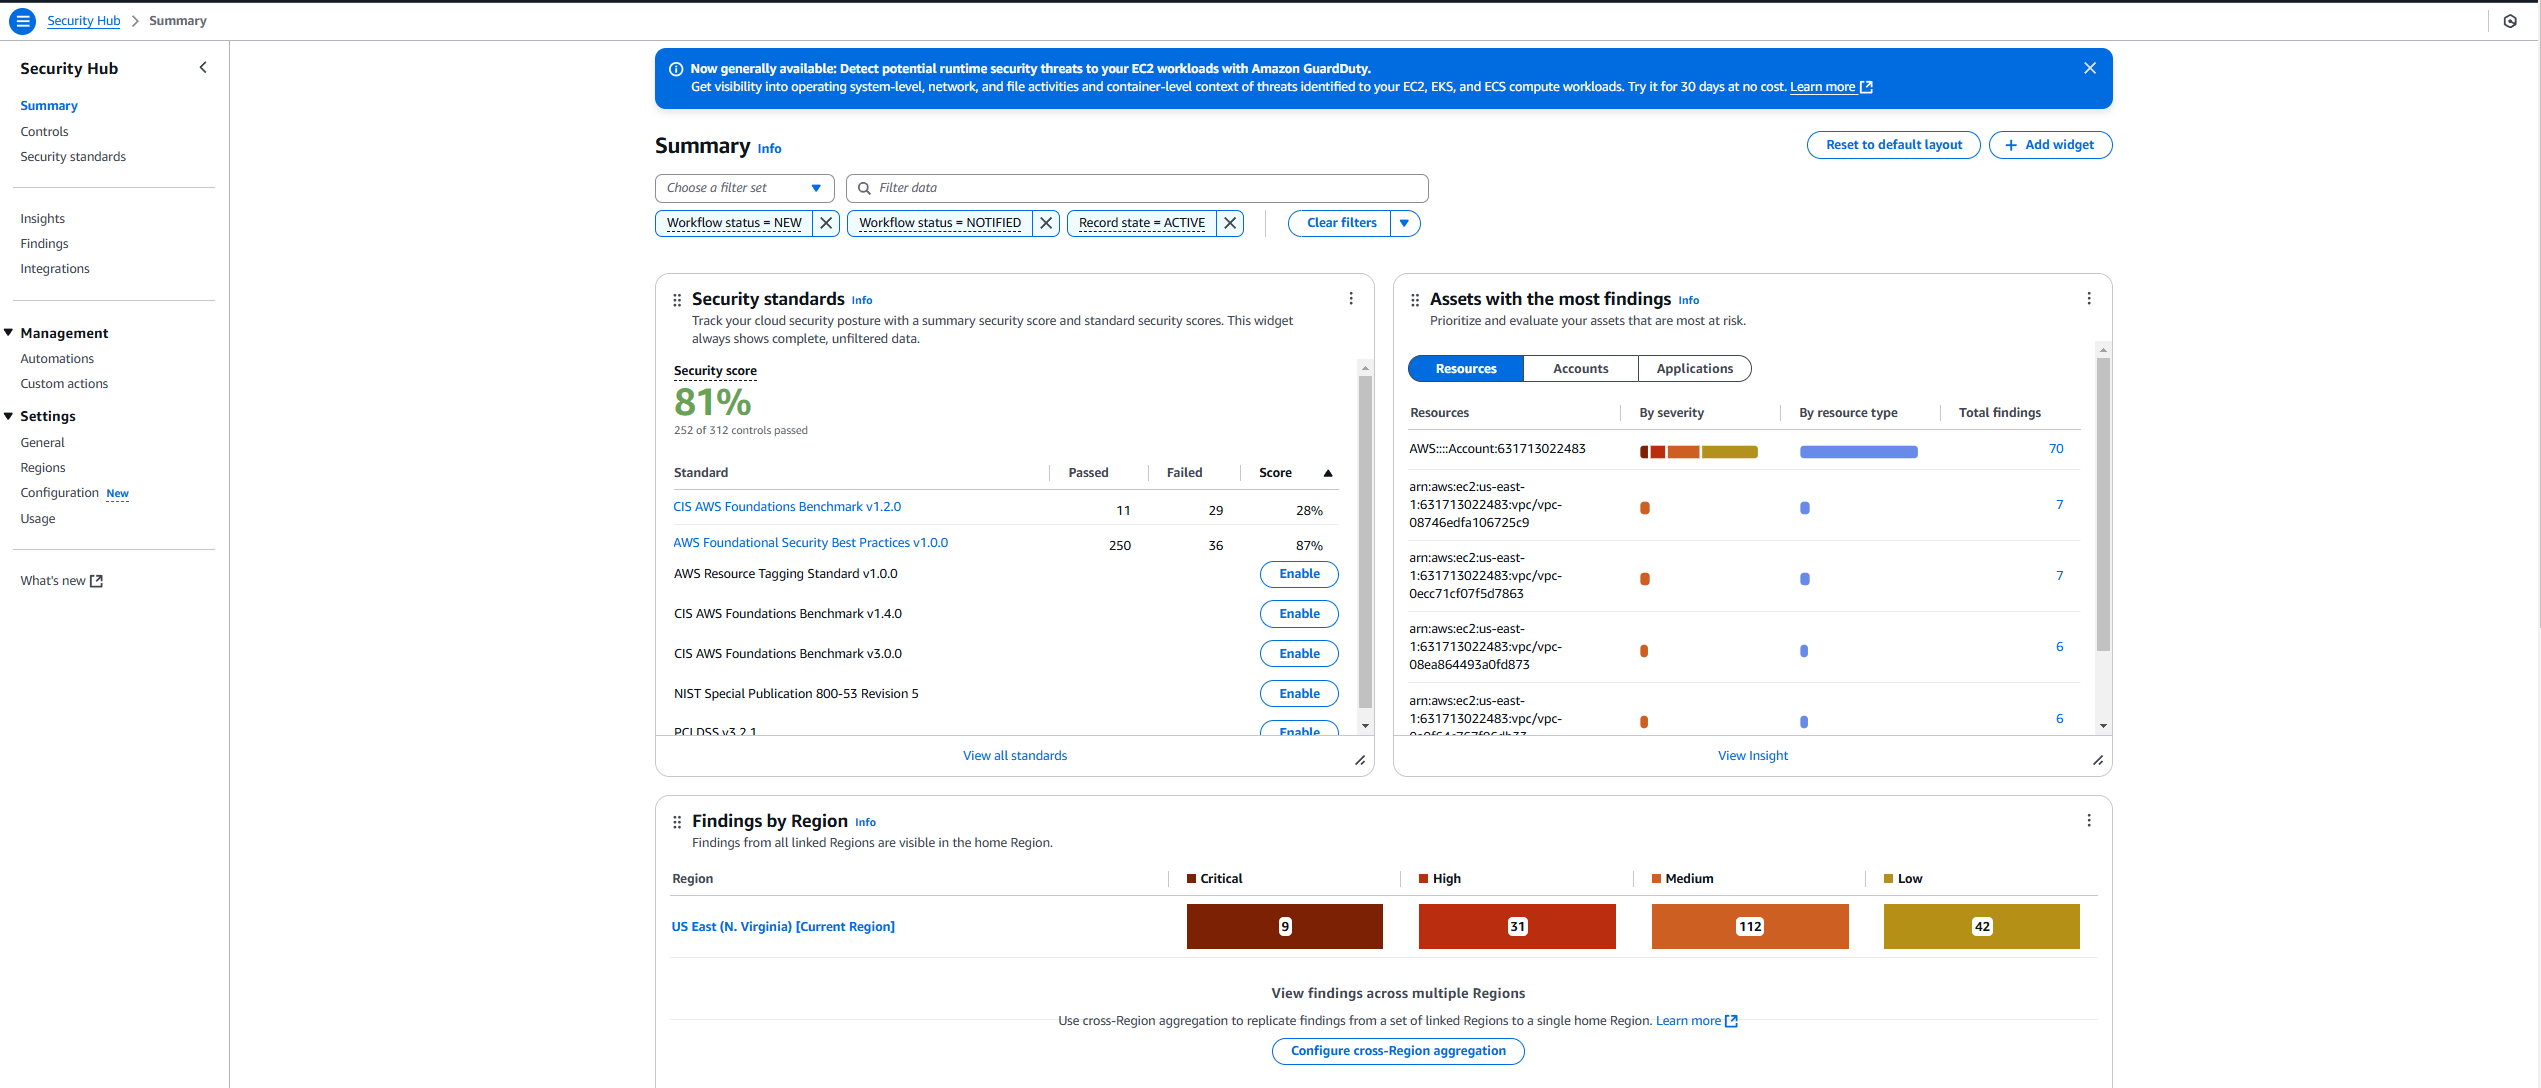 Security Hub > Summary
Security Hub
Summary
Controls
Security standards
Insights
Findings
Integrations
Management
Automations
Custom actions
Settings
General
Regions
Configuration New
Usage
What's new
Now generally available: Detect potential runtime security threats to your EC2 workloads with Amazon GuardDuty.
Get visibility into operating system-level, network, and file activities and container-level context of threats identified to your EC2, EKS, and ECS compute workloads. Try it for 30 days at no cost. Learn more
Summary Info
Reset to default layout
+ Add widget
Choose a filter set
Filter data
Workflow status = NEW
Workflow status = NOTIFIED
Record state = ACTIVE
Clear filters
Security standards Info
Track your cloud security posture with a summary security score and standard security scores. This widget
always shows complete, unfiltered data.
Security score
81%
252 of 312 controls passed
Standard Passed Failed Score
CIS AWS Foundations Benchmark v1.2.0 11 29 28%
AWS Foundational Security Best Practices v1.0.0 250 36 87%
AWS Resource Tagging Standard v1.0.0 Enable
CIS AWS Foundations Benchmark v1.4.0 Enable
CIS AWS Foundations Benchmark v3.0.0 Enable
NIST Special Publication 800-53 Revision 5 Enable
PCI DSS v3.2.1 Enable
View all standards
Assets with the most findings Info
Prioritize and evaluate your assets that are most at risk.
Resources Accounts Applications
Resources By severity By resource type Total findings
AWS::::Account:631713022483 70
arn:aws:ec2:us-east-
1:631713022483:vpc/vpc- 7
08746edfa106725c9
arn:aws:ec2:us-east-
1:631713022483:vpc/vpc- 7
0ecc71cf07f5d7863
arn:aws:ec2:us-east-
1:631713022483:vpc/vpc- 6
08ea864493a0fd873
arn:aws:ec2:us-east-
1:631713022483:vpc/vpc- 6
View Insight
Findings by Region Info
Findings from all linked Regions are visible in the home Region.
Region Critical High Medium Low
US East (N. Virginia) [Current Region] 9 31 112 42
View findings across multiple Regions
Use cross-Region aggregation to replicate findings from a set of linked Regions to a single home Region. Learn more
Configure cross-Region aggregation